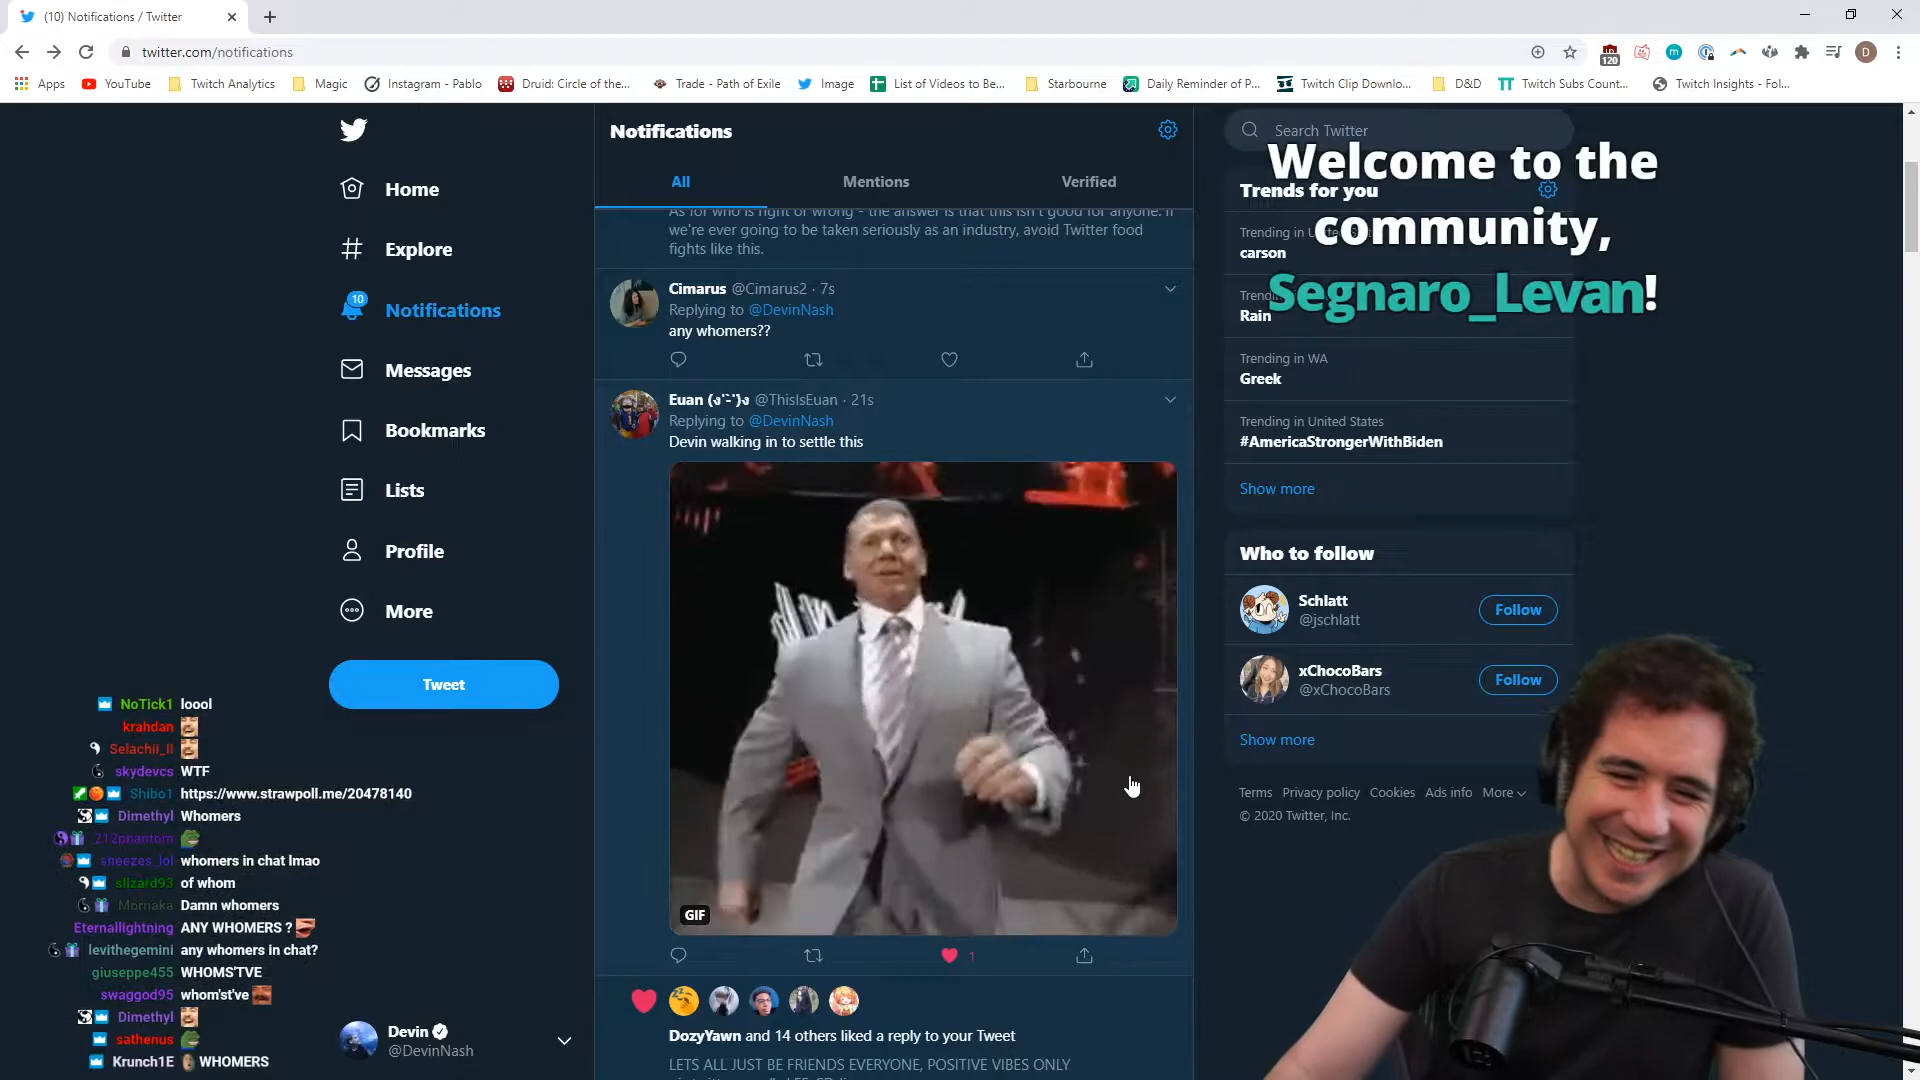 (10) Notifications / Twitter
twitter.com/notifications
120
D
Apps
YouTube
Twitch Analytics
Magic
Instagram - Pablo
Druid: Circle of the...
Trade - Path of Exile
Image
List of Videos to Be...
Starbourne
Daily Reminder of P...
Twitch Clip Downlo...
D&D
Twitch Subs Count...
Twitch Insights - Fol...
Home
Explore
10
Notifications
Messages
Bookmarks
Lists
Profile
More
Tweet
NoTick1 loool
krahdan
Selachii_II
skydevcs WTF
Shibo1 https://www.strawpoll.me/20478140
Dimethyl Whomers
212phantom
sneezes_lol whomers in chat lmao
slizard93 of whom
Mornaka Damn whomers
Eternallightning ANY WHOMERS ?
levithegemini any whomers in chat?
giuseppe455 WHOMS'TVE
swaggod95 whom'st've
Dimethyl
sathenus
Krunch1E WHOMERS
Devin
@DevinNash
Notifications
All
Mentions
Verified
As for who is right or wrong - the answer is that this isn't good for anyone. If
we're ever going to be taken seriously as an industry, avoid Twitter food
fights like this.
Cimarus @Cimarus2 · 7s
Replying to @DevinNash
any whomers??
Euan (ง'̀-'́)ง @ThisIsEuan · 21s
Replying to @DevinNash
Devin walking in to settle this
GIF
1
DozyYawn and 14 others liked a reply to your Tweet
LETS ALL JUST BE FRIENDS EVERYONE, POSITIVE VIBES ONLY
Search Twitter
Welcome to the
community,
Segnaro_Levan!
Trends for you
Trending in United States
carson
Rain
Trending in WA
Greek
Trending in United States
#AmericaStrongerWithBiden
Show more
Who to follow
Schlatt
@jschlatt
Follow
xChocoBars
@xChocoBars
Follow
Show more
Terms Privacy policy Cookies Ads info More
© 2020 Twitter, Inc.